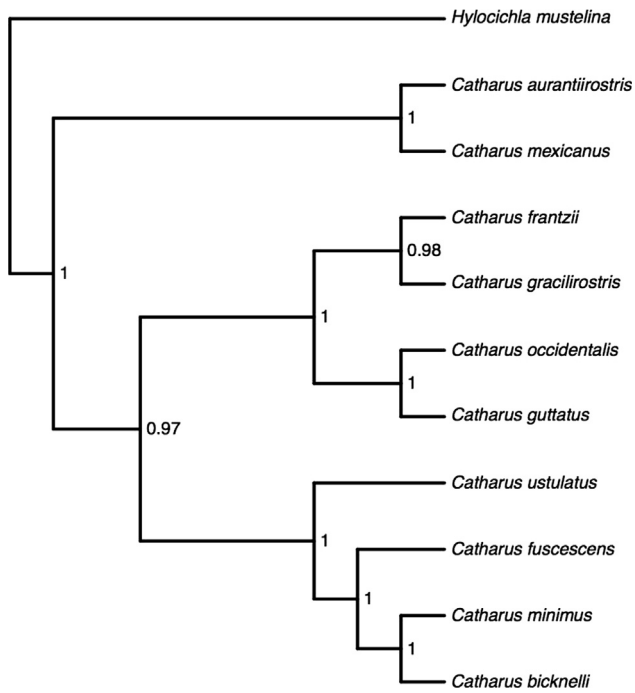 Hylocichla mustelina
Catharus aurantiirostris
1
Catharus mexicanus
Catharus frantzii
0.98
Catharus gracilirostris
1
1
Catharus occidentalis
1
Catharus guttatus
0.97
Catharus ustulatus
1
Catharus fuscescens
1
Catharus minimus
1
Catharus bicknelli